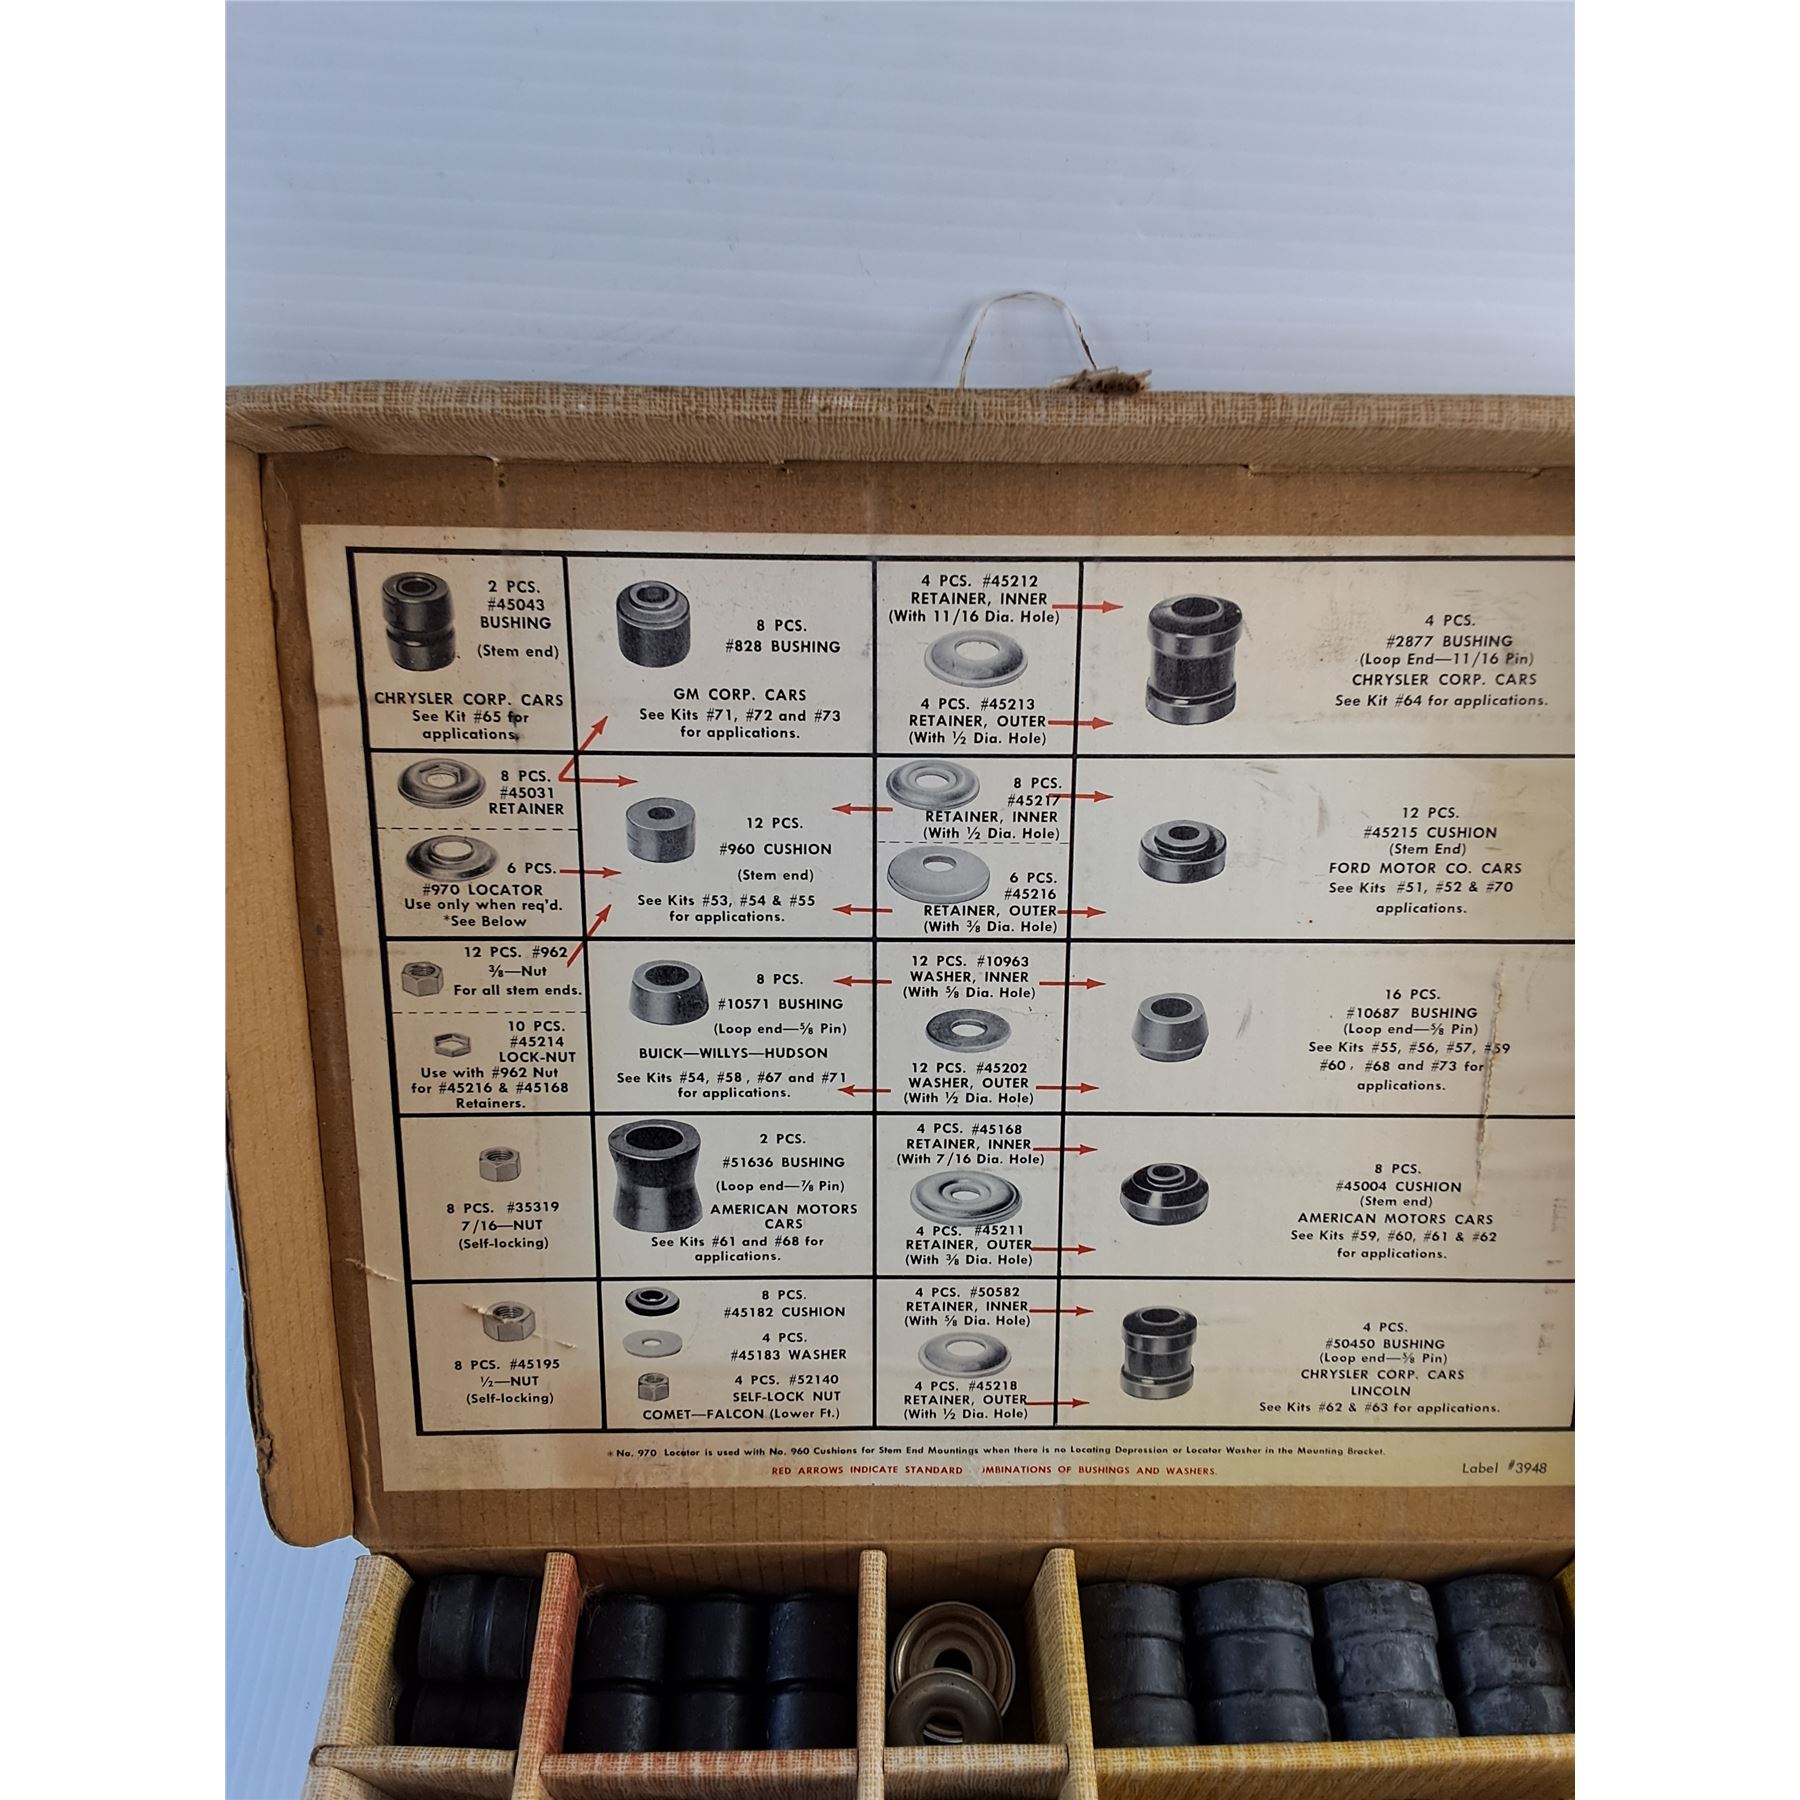 2 PCS.
#45043
BUSHING
(Stem end)
CHRYSLER CORP. CARS
See Kit #65 for
applications.
8 PCS.
#828 BUSHING
GM CORP. CARS
See Kits #71, #72 and #73
for applications.
4 PCS. #45212
RETAINER, INNER
(With 11/16 Dia. Hole)
4 PCS. #45213
RETAINER, OUTER
(With ½ Dia. Hole)
4 PCS.
#2877 BUSHING
(Loop End—11/16 Pin)
CHRYSLER CORP. CARS
See Kit #64 for applications.
8 PCS.
#45031
RETAINER
6 PCS.
#970 LOCATOR
Use only when req'd.
*See Below
12 PCS.
#960 CUSHION
(Stem end)
See Kits #53, #54 & #55
for applications.
8 PCS.
#45217
RETAINER, INNER
(With ½ Dia. Hole)
6 PCS.
#45216
RETAINER, OUTER
(With ⅜ Dia. Hole)
12 PCS.
#45215 CUSHION
(Stem End)
FORD MOTOR CO. CARS
See Kits #51, #52 & #70
applications.
12 PCS. #962
⅜—Nut
For all stem ends.
10 PCS.
#45214
LOCK-NUT
Use with #962 Nut
for #45216 & #45168
Retainers.
8 PCS.
#10571 BUSHING
(Loop end—⅝ Pin)
BUICK—WILLYS—HUDSON
See Kits #54, #58, #67 and #71
for applications.
12 PCS. #10963
WASHER, INNER
(With ⅝ Dia. Hole)
12 PCS. #45202
WASHER, OUTER
(With ½ Dia. Hole)
16 PCS.
#10687 BUSHING
(Loop end—⅝ Pin)
See Kits #55, #56, #57, #59
#60, #68 and #73 for
applications.
8 PCS. #35319
7/16—NUT
(Self-locking)
2 PCS.
#51636 BUSHING
(Loop end—⅞ Pin)
AMERICAN MOTORS
CARS
See Kits #61 and #68 for
applications.
4 PCS. #45168
RETAINER, INNER
(With 7/16 Dia. Hole)
4 PCS. #45211
RETAINER, OUTER
(With ⅜ Dia. Hole)
8 PCS.
#45004 CUSHION
(Stem end)
AMERICAN MOTORS CARS
See Kits #59, #60, #61 & #62
for applications.
8 PCS. #45195
½—NUT
(Self-locking)
8 PCS.
#45182 CUSHION
4 PCS.
#45183 WASHER
4 PCS. #52140
SELF-LOCK NUT
COMET—FALCON (Lower Ft.)
4 PCS. #50582
RETAINER, INNER
(With ⅝ Dia. Hole)
4 PCS. #45218
RETAINER, OUTER
(With ½ Dia. Hole)
4 PCS.
#50450 BUSHING
(Loop end—⅝ Pin)
CHRYSLER CORP. CARS
LINCOLN
See Kits #62 & #63 for applications.
*No. 970 Locator is used with No. 960 Cushions for Stem End Mountings when there is no Locating Depression or Locator Washer in the Mounting Bracket.
RED ARROWS INDICATE STANDARD MBINATIONS OF BUSHINGS AND WASHERS.
Label #3948